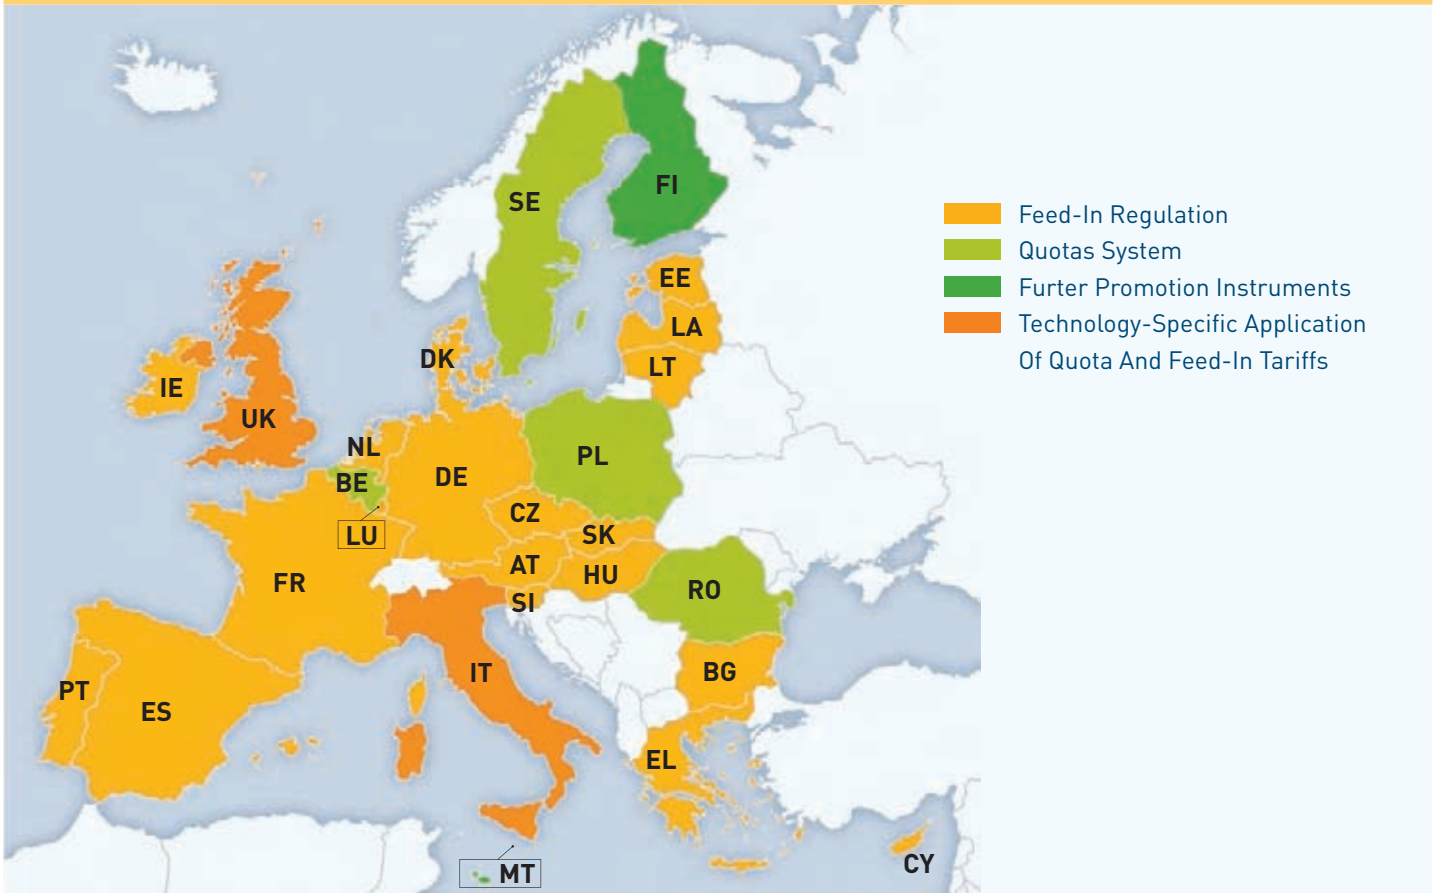 FI
SE
Feed-In Regulation
Quotas System
Furter Promotion Instruments
Technology-Specific Application
Of Quota And Feed-In Tariffs
EE
LA
DK
LT
IE
UK
NL
BE
DE
PL
CZ
LU
SK
AT
HU
FR
SI
RO
IT
BG
PT
ES
EL
CY
MT